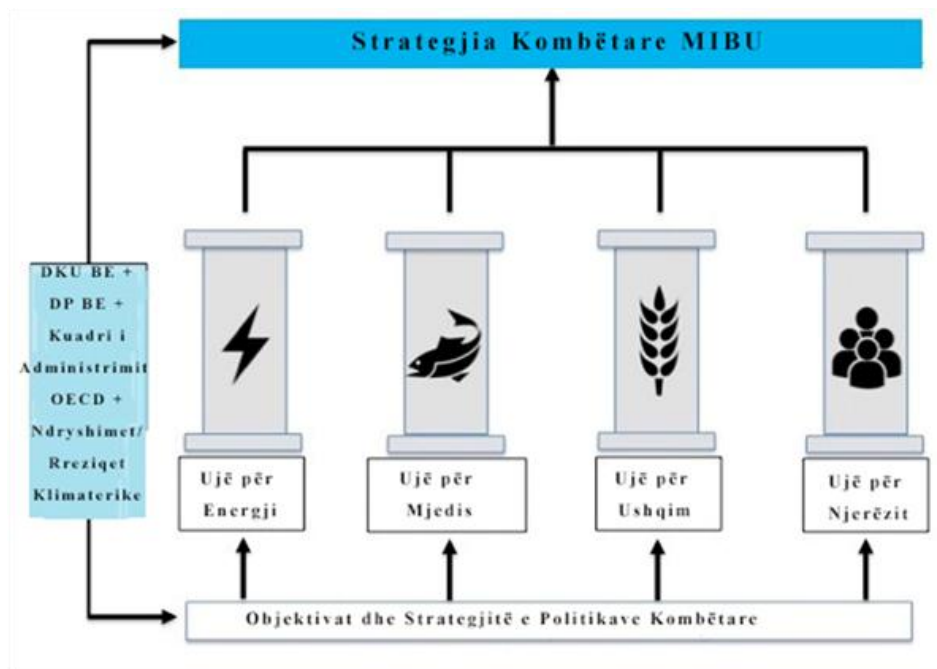 Strategjia Kombëtare MIBU
DKU BE +
DP BE +
Kuadri i
Administrimit
OECD +
Ndryshimet/
Rreziqet
Klimaterike
Ujë për
Energji
Ujë për
Mjedis
Ujë për
Ushqim
Ujë për
Njerëzit
Objektivat dhe Strategjitë e Politikave Kombëtare